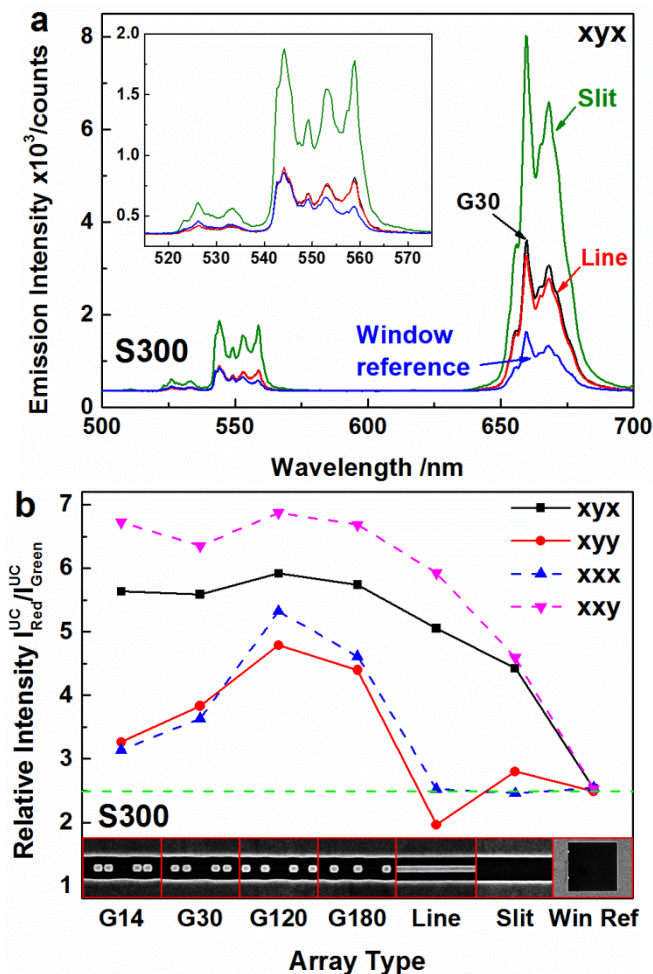 a
xyx
Emission Intensity x10³/counts
8
6
4
2
0
2.0
1.5
1.0
0.5
520 530 540 550 560 570
Slit
G30
Line
Window
reference
S300
500 550 600 650 700
Wavelength /nm
b
Relative Intensity I^UC_Red/I^UC_Green
7
6
5
4
3
2
1
xyx
xyy
xxx
xxy
S300
G14 G30 G120 G180 Line Slit Win Ref
Array Type